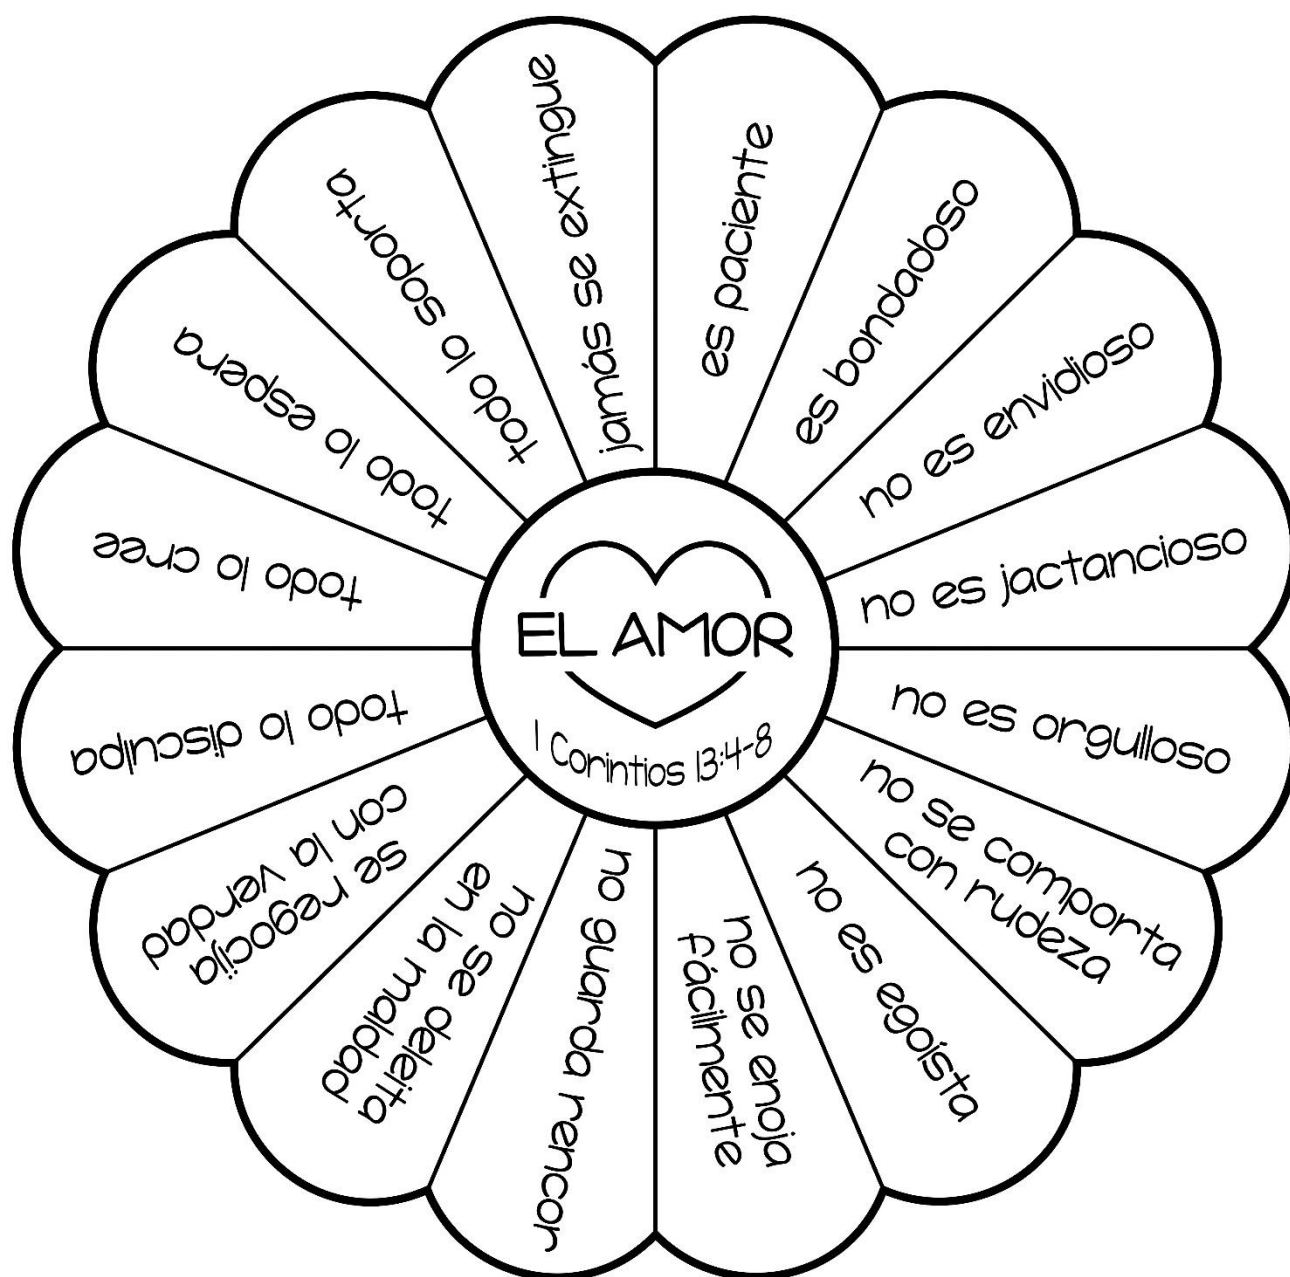 EL AMOR
1 Corintios 13:4-8
es paciente
es bondadoso
no es envidioso
no es jactancioso
no es orgulloso
no se comporta
con rudeza
no es egoísta
no se enoja
fácilmente
no guarda rencor
no se deleita
en la maldad
se regocija
con la verdad
todo lo disculpa
todo lo cree
todo lo espera
todo lo soporta
jamás se extingue